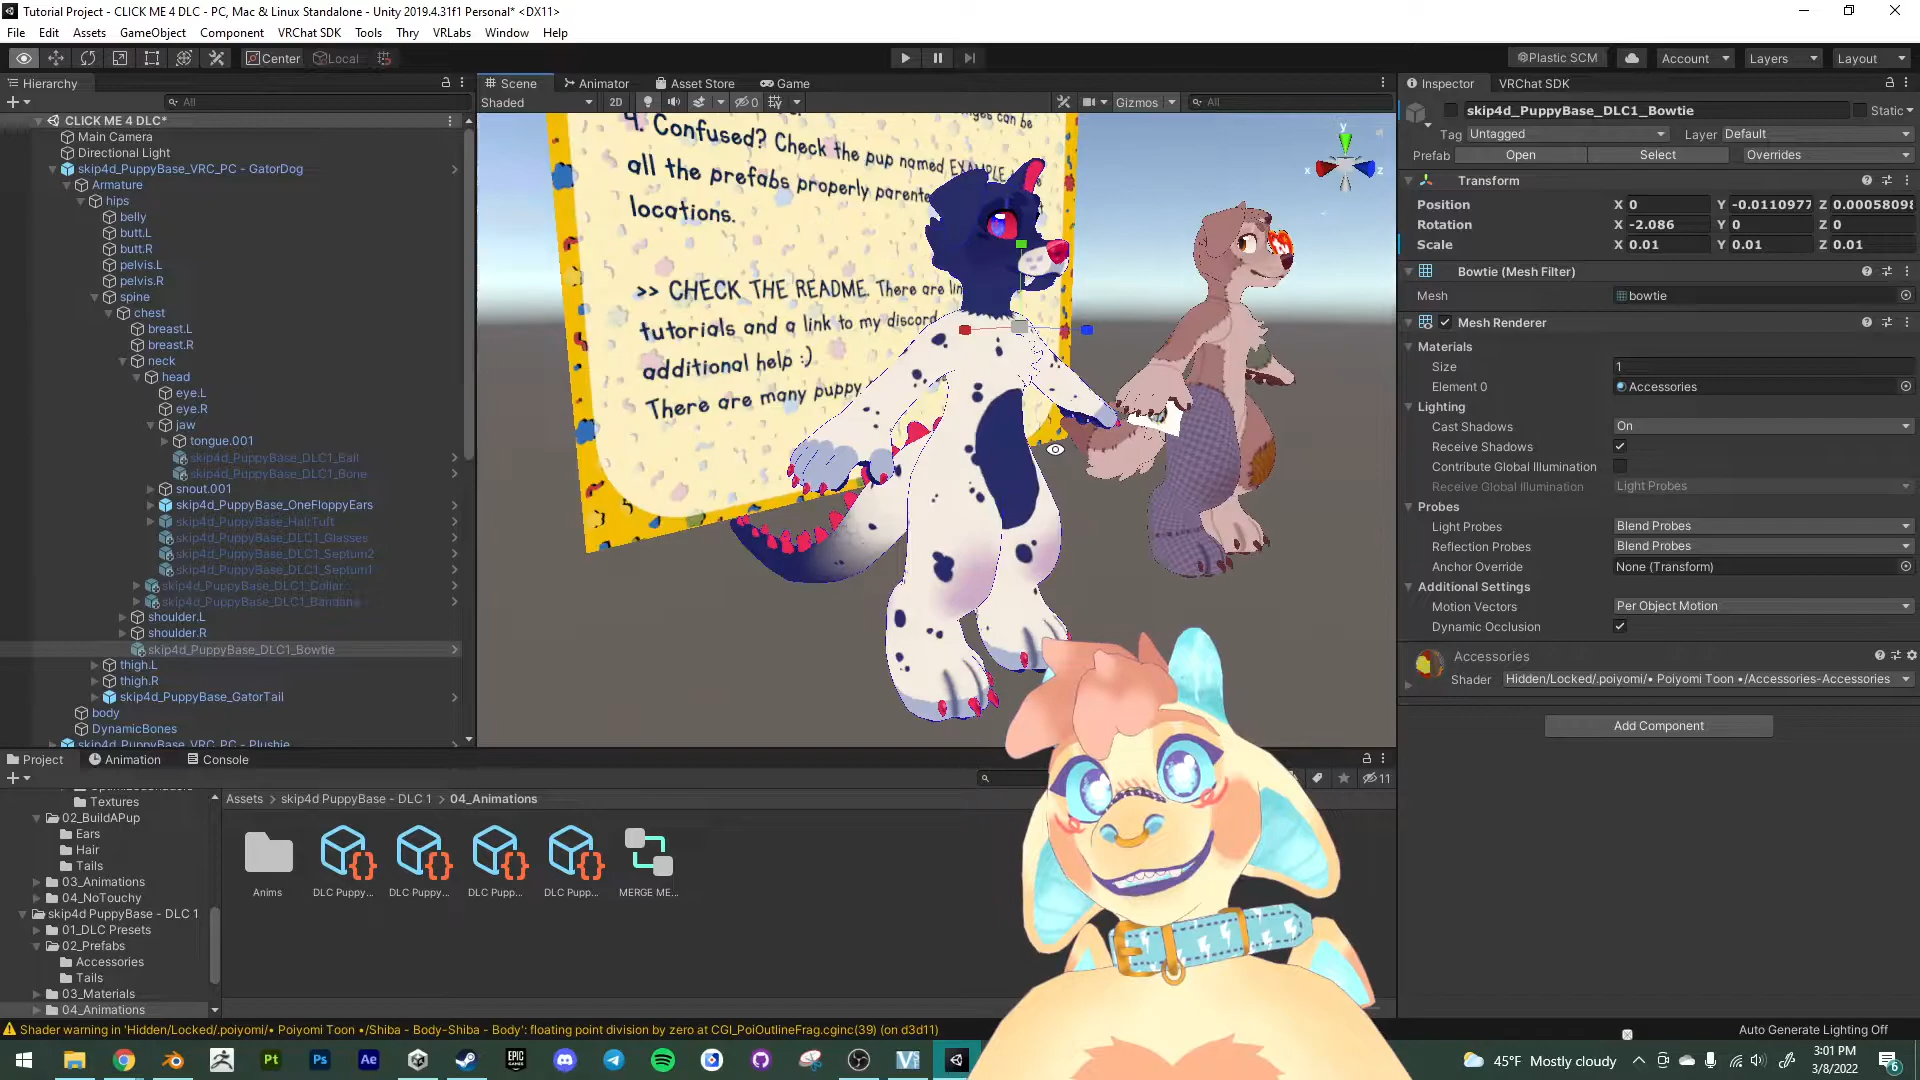 Tutorial Project - CLICK ME 4 DLC - PC, Mac & Linux Standalone - Unity 2019.4.31f1 Personal* <DX11>
File Edit Assets GameObject Component VRChat SDK Tools Thry VRLabs Window Help
Center Local
Plastic SCM Account Layers Layout
Hierarchy
All
Scene Animator Asset Store Game
Shaded 2D 0 Gizmos All
CLICK ME 4 DLC*
Main Camera
Directional Light
skip4d_PuppyBase_VRC_PC - GatorDog
Armature
hips
belly
butt.L
butt.R
pelvis.L
pelvis.R
spine
chest
breast.L
breast.R
neck
head
eye.L
eye.R
jaw
tongue.001
skip4d_PuppyBase_DLC1_Ball
skip4d_PuppyBase_DLC1_Bone
snout.001
skip4d_PuppyBase_OneFloppyEars
skip4d_PuppyBase_HairTuft
skip4d_PuppyBase_DLC1_Glasses
skip4d_PuppyBase_DLC1_Septum2
skip4d_PuppyBase_DLC1_Septum1
skip4d_PuppyBase_DLC1_Collar
skip4d_PuppyBase_DLC1_Bandana
shoulder.L
shoulder.R
skip4d_PuppyBase_DLC1_Bowtie
thigh.L
thigh.R
skip4d_PuppyBase_GatorTail
body
DynamicBones
skip4d_PuppyBase_VRC_PC - Plushie
4. Confused? Check the pup named EXAMPLE
all the prefabs properly parente
locations.
>> CHECK THE README. There are lin
tutorials and a link to my discord
additional help :)
There are many puppy
y
x z
Inspector VRChat SDK
skip4d_PuppyBase_DLC1_Bowtie Static
Tag Untagged Layer Default
Prefab Open Select Overrides
Transform
Position X 0 Y -0.0110977 Z 0.00058098
Rotation X -2.086 Y 0 Z 0
Scale X 0.01 Y 0.01 Z 0.01
Bowtie (Mesh Filter)
Mesh bowtie
Mesh Renderer
Materials
Size 1
Element 0 Accessories
Lighting
Cast Shadows On
Receive Shadows
Contribute Global Illumination
Receive Global Illumination Light Probes
Probes
Light Probes Blend Probes
Reflection Probes Blend Probes
Anchor Override None (Transform)
Additional Settings
Motion Vectors Per Object Motion
Dynamic Occlusion
Accessories
Shader Hidden/Locked/.poiyomi/• Poiyomi Toon •/Accessories-Accessories
Add Component
Project Animation Console
11
Textures
02_BuildAPup
Ears
Hair
Tails
03_Animations
04_NoTouchy
skip4d PuppyBase - DLC 1
01_DLC Presets
02_Prefabs
Accessories
Tails
03_Materials
04_Animations
Assets > skip4d PuppyBase - DLC 1 > 04_Animations
Anims DLC Puppy... DLC Puppy... DLC Pupp... DLC Pupp... MERGE ME...
Shader warning in 'Hidden/Locked/.poiyomi/• Poiyomi Toon •/Shiba - Body-Shiba - Body': floating point division by zero at CGI_PoiOutlineFrag.cginc(39) (on d3d11)
Auto Generate Lighting Off
Pt Ps Ae EPIC GAMES
45°F Mostly cloudy
3:01 PM
3/8/2022
6